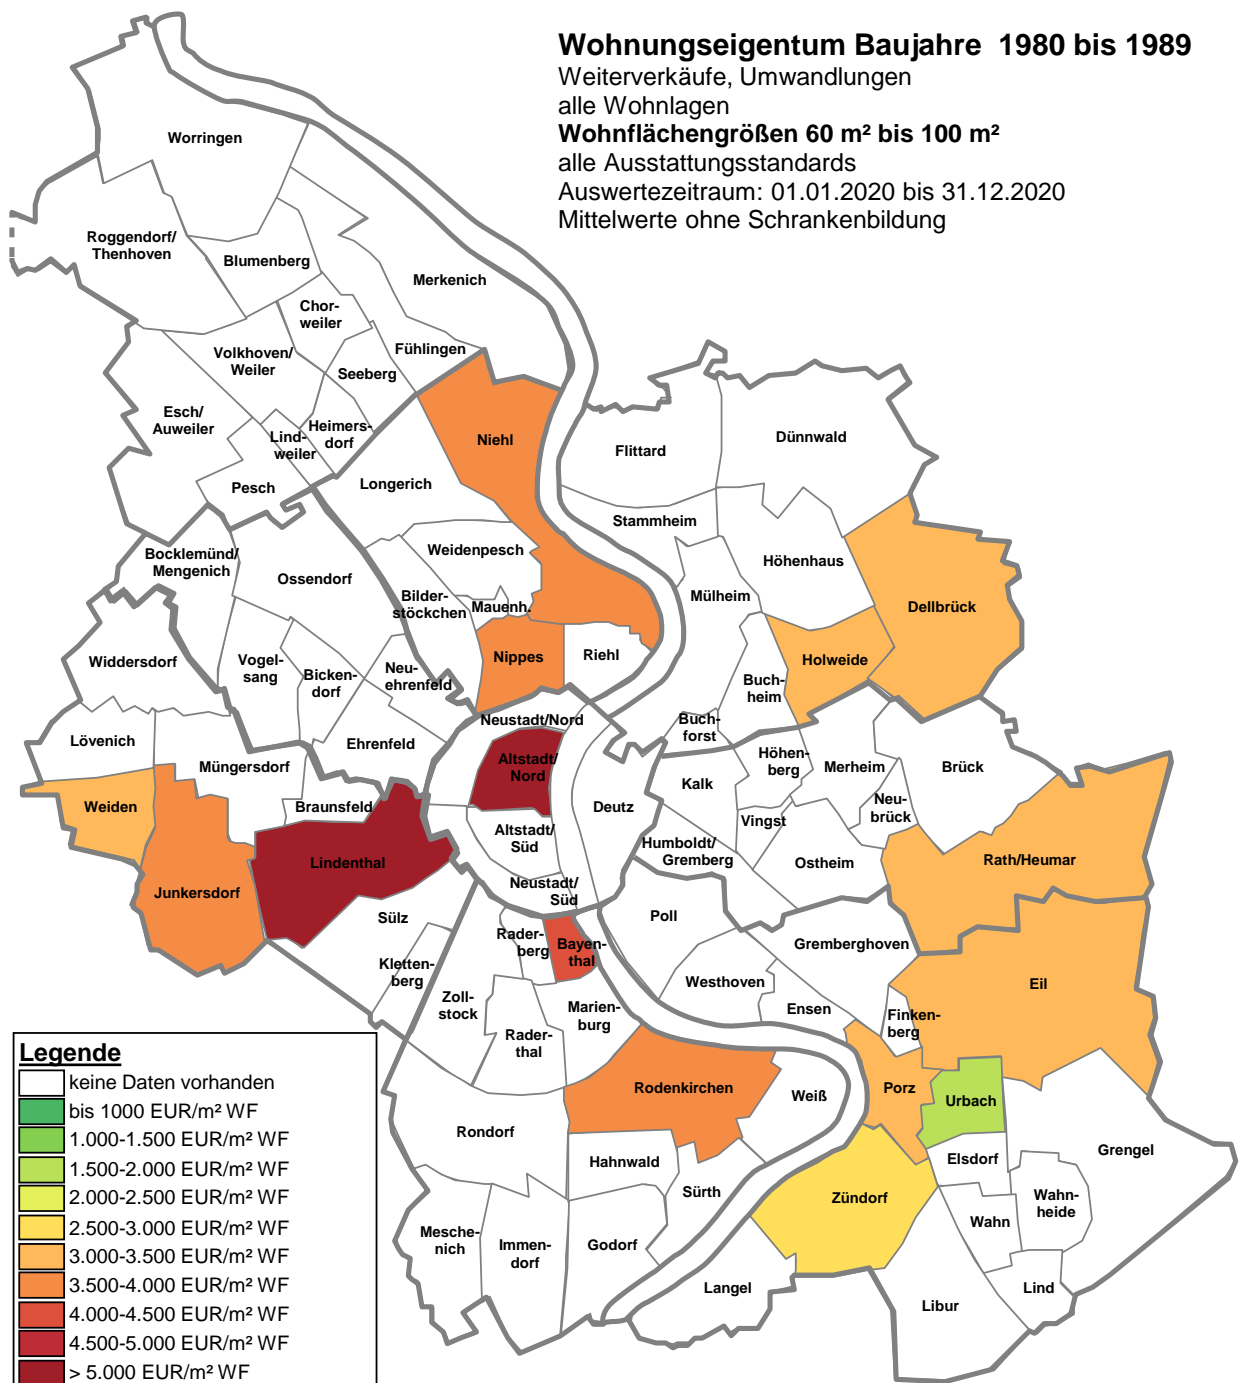 Wohnungseigentum Baujahre 1980 bis 1989
Weiterverkäufe, Umwandlungen
alle Wohnlagen
Wohnflächengrößen 60 m² bis 100 m²
alle Ausstattungsstandards
Auswertezeitraum: 01.01.2020 bis 31.12.2020
Mittelwerte ohne Schrankenbildung
Worringen
Roggendorf/
Thenhoven
Blumenberg
Merkenich
Chor-
weiler
Fühlingen
Volkhoven/
Weiler
Seeberg
Esch/
Auweiler
Heimers-
dorf
Lind-
weiler
Pesch
Niehl
Longerich
Flittard
Dünnwald
Stammheim
Weidenpesch
Höhenhaus
Bocklemünd/
Mengenich
Ossendorf
Bilder-
stöckchen
Mauenh.
Mülheim
Dellbrück
Widdersdorf
Vogel-
sang
Bicken-
dorf
Neu-
ehrenfeld
Nippes
Riehl
Holweide
Buch-
heim
Neustadt/Nord
Buch-
forst
Lövenich
Müngersdorf
Ehrenfeld
Altstadt/
Nord
Höhen-
berg
Merheim
Brück
Kalk
Weiden
Braunsfeld
Deutz
Neu-
brück
Vingst
Altstadt/
Süd
Humboldt/
Gremberg
Ostheim
Rath/Heumar
Lindenthal
Junkersdorf
Neustadt/
Süd
Sülz
Poll
Rader-
berg
Bayen-
thal
Gremberghoven
Kletten-
berg
Westhoven
Eil
Zoll-
stock
Marien-
burg
Ensen
Finken-
berg
Rader-
thal
Rodenkirchen
Weiß
Porz
Urbach
Rondorf
Hahnwald
Elsdorf
Grengel
Sürth
Zündorf
Wahn-
heide
Wahn
Mesche-
nich
Immen-
dorf
Godorf
Langel
Lind
Libur
Legende
keine Daten vorhanden
bis 1000 EUR/m² WF
1.000-1.500 EUR/m² WF
1.500-2.000 EUR/m² WF
2.000-2.500 EUR/m² WF
2.500-3.000 EUR/m² WF
3.000-3.500 EUR/m² WF
3.500-4.000 EUR/m² WF
4.000-4.500 EUR/m² WF
4.500-5.000 EUR/m² WF
> 5.000 EUR/m² WF